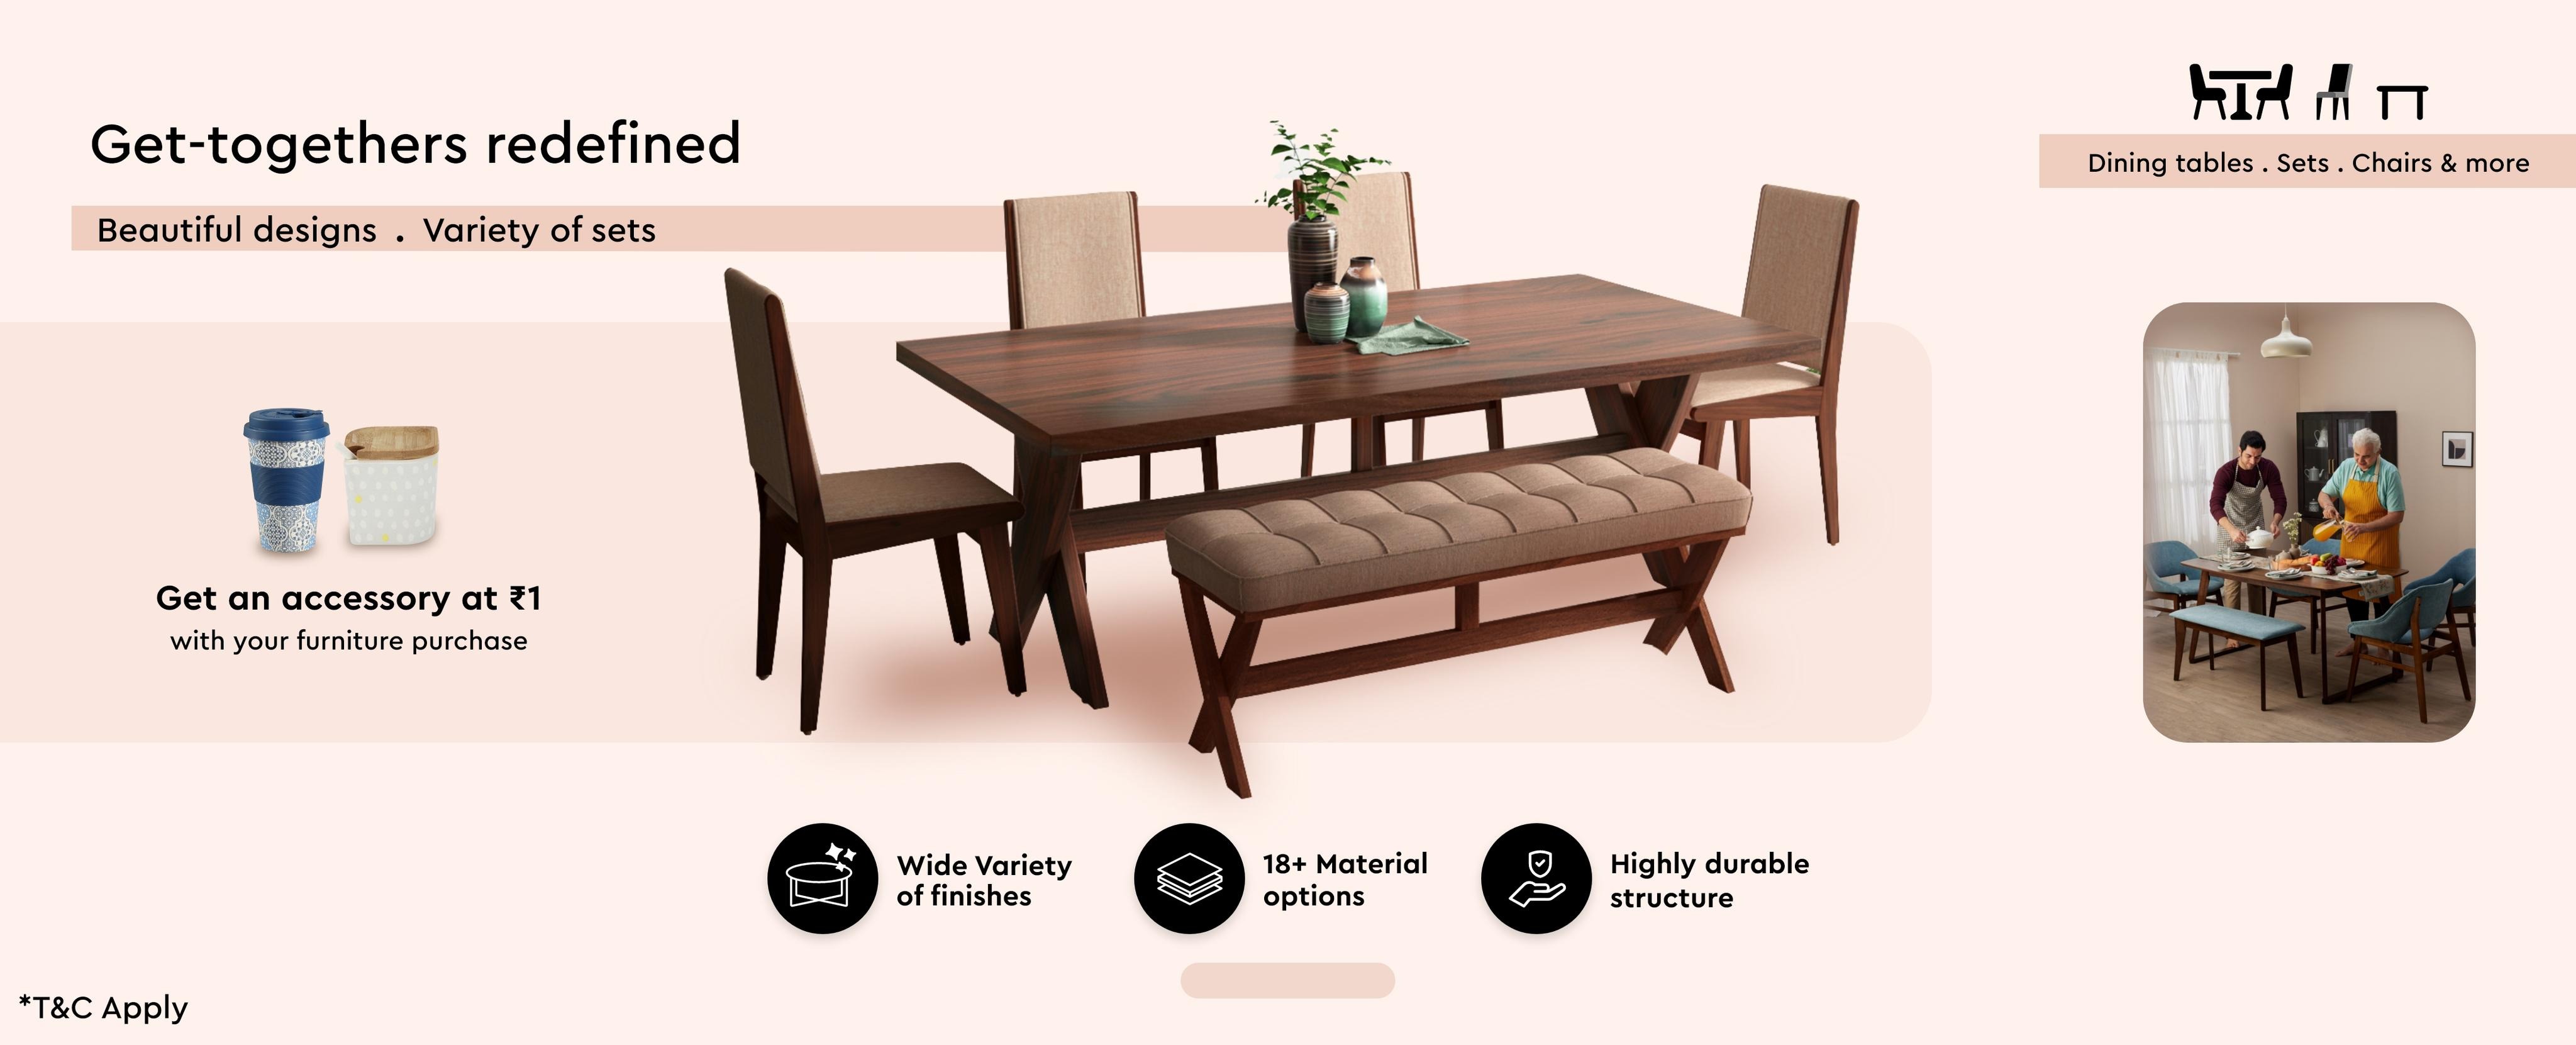 Get-togethers redefined
Beautiful designs . Variety of sets
Dining tables . Sets . Chairs & more
Get an accessory at ₹1
with your furniture purchase
Wide Variety
of finishes
18+ Material
options
Highly durable
structure
*T&C Apply